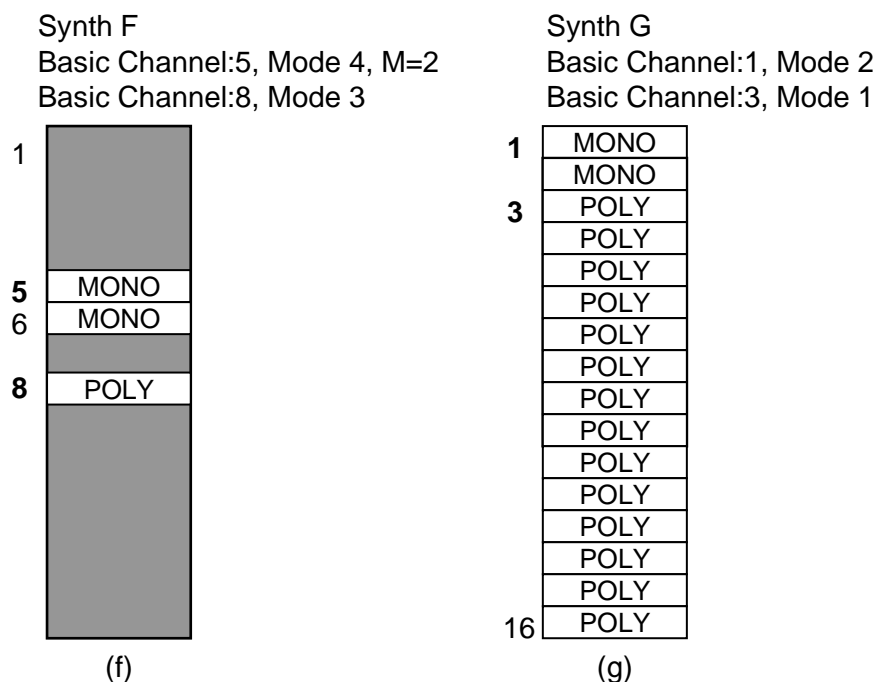 Synth F
Basic Channel:5, Mode 4, M=2
Basic Channel:8, Mode 3
1
5 MONO
6 MONO
8 POLY
(f)
Synth G
Basic Channel:1, Mode 2
Basic Channel:3, Mode 1
1 MONO
MONO
3 POLY
POLY
POLY
POLY
POLY
POLY
POLY
POLY
POLY
POLY
POLY
POLY
POLY
16 POLY
(g)